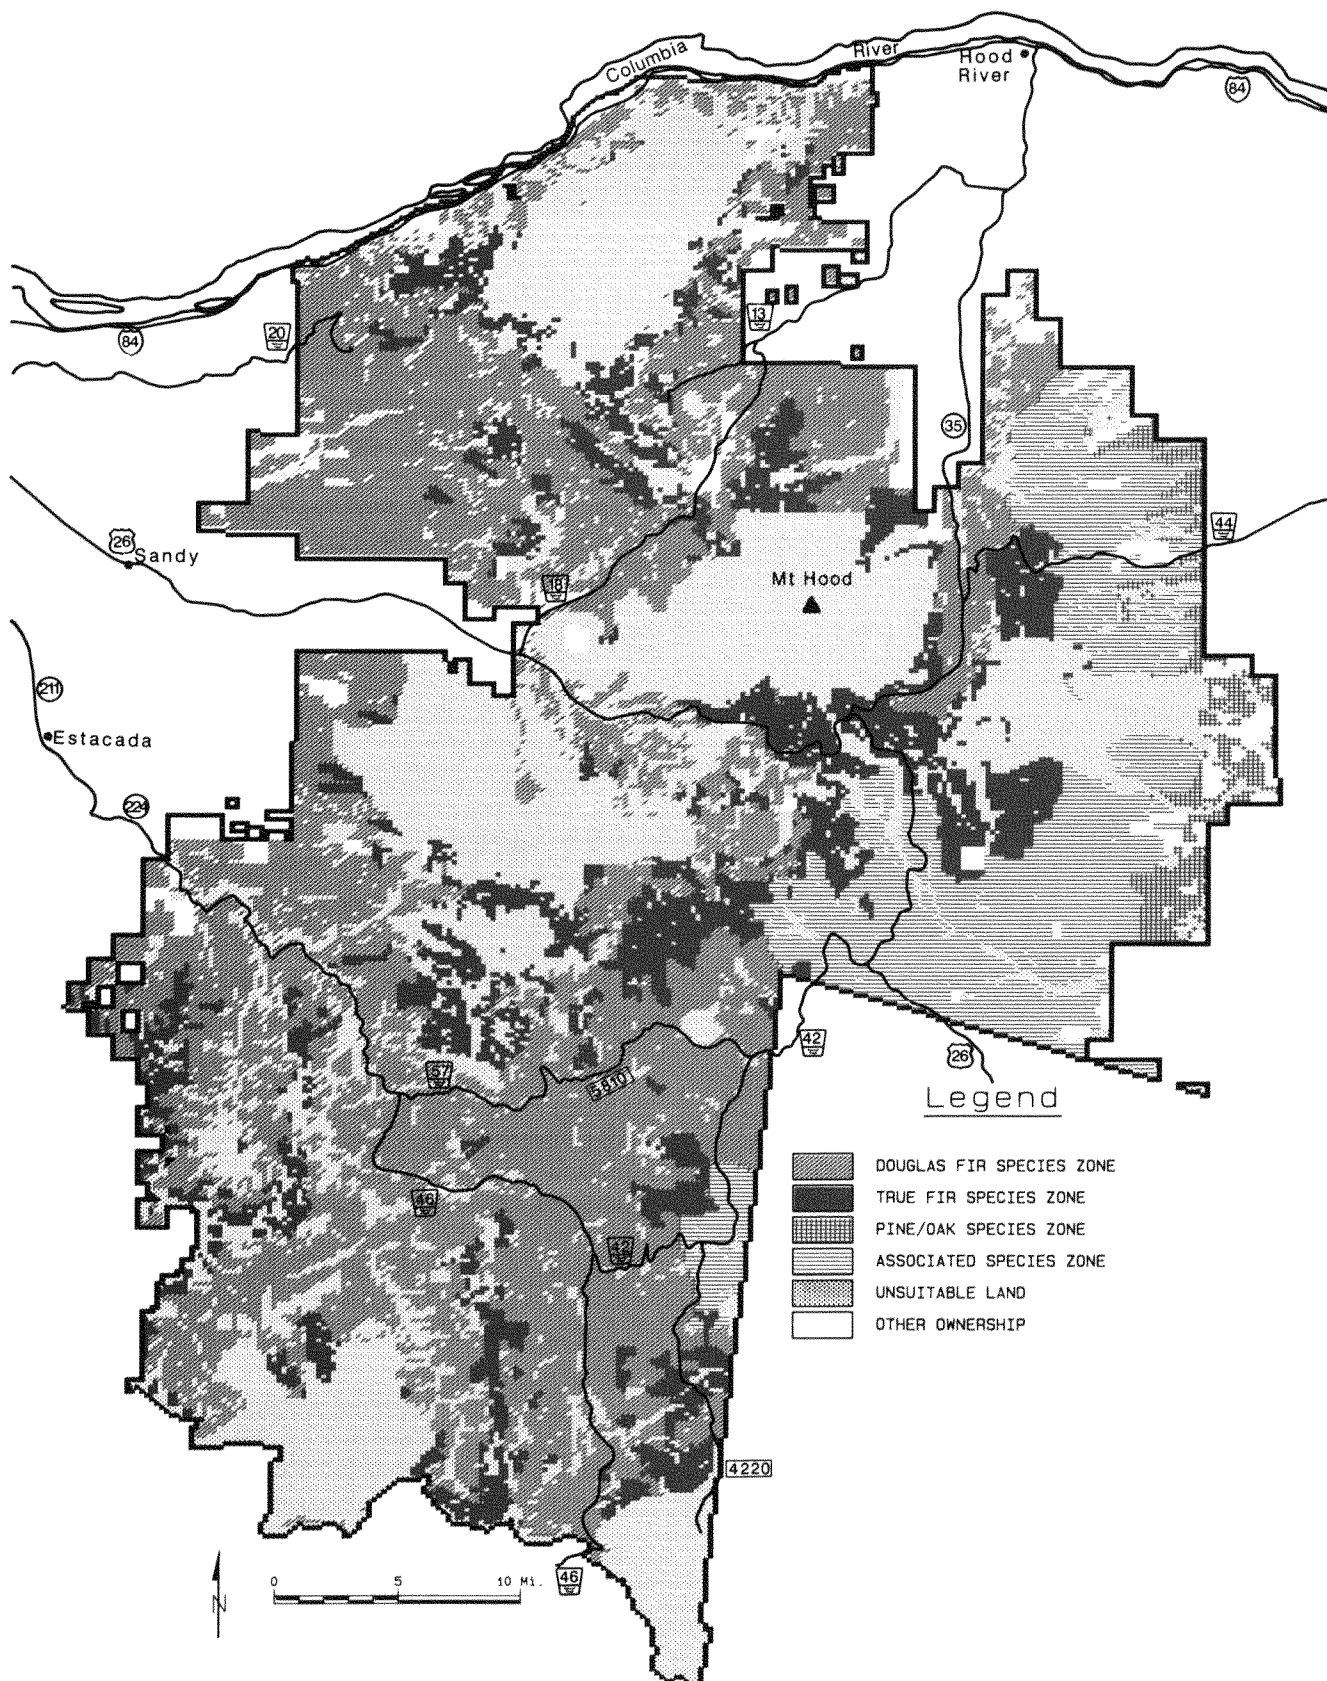 Columbia
River
Hood
River
84
84
20
13
35
44
26
Sandy
18
Mt Hood
211
Estacada
224
42
26
57
5810
46
42
Legend
DOUGLAS FIR SPECIES ZONE
TRUE FIR SPECIES ZONE
PINE/OAK SPECIES ZONE
ASSOCIATED SPECIES ZONE
UNSUITABLE LAND
OTHER OWNERSHIP
4220
46
N
0 5 10 Mi.